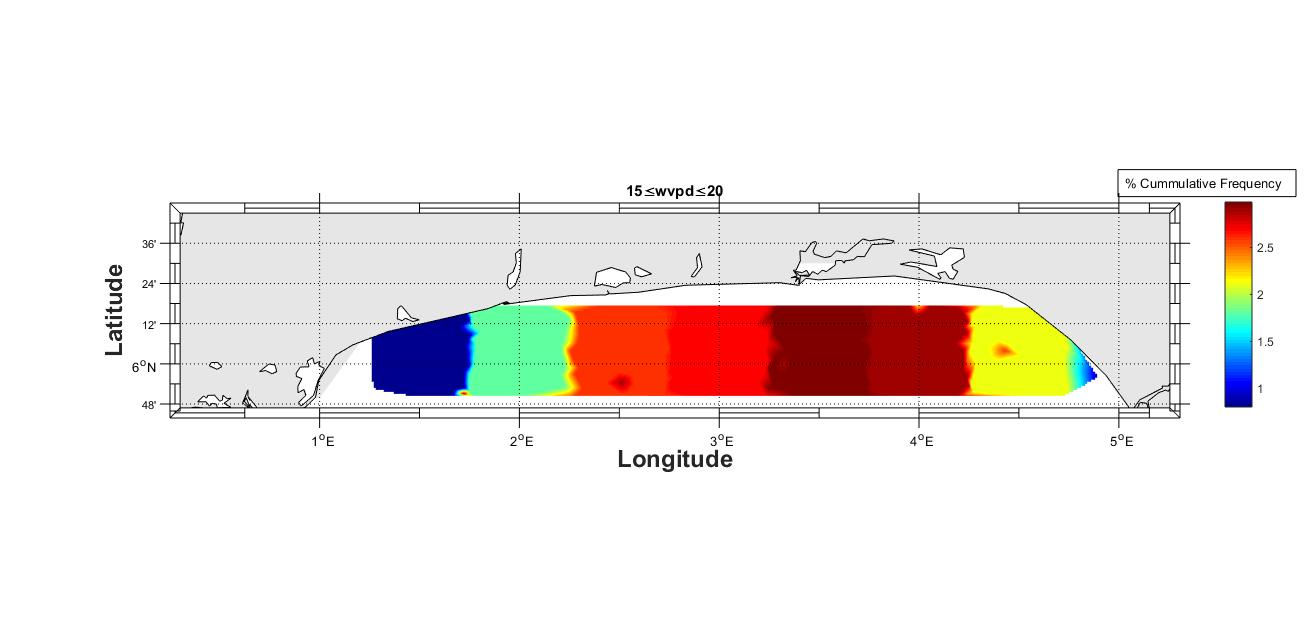 15≤wvpd≤20
% Cummulative Frequency
36'
24'
12'
6°N
48'
Latitude
1°E
2°E
3°E
4°E
5°E
Longitude
2.5
2
1.5
1